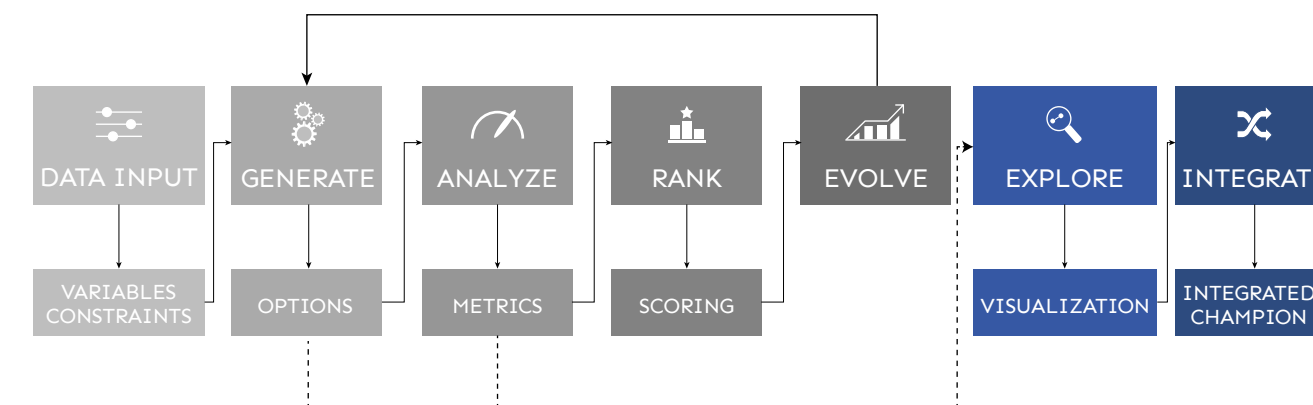 DATA INPUT
GENERATE
ANALYZE
RANK
EVOLVE
EXPLORE
INTEGRAT
VARIABLES
CONSTRAINTS
OPTIONS
METRICS
SCORING
VISUALIZATION
INTEGRATED
CHAMPION